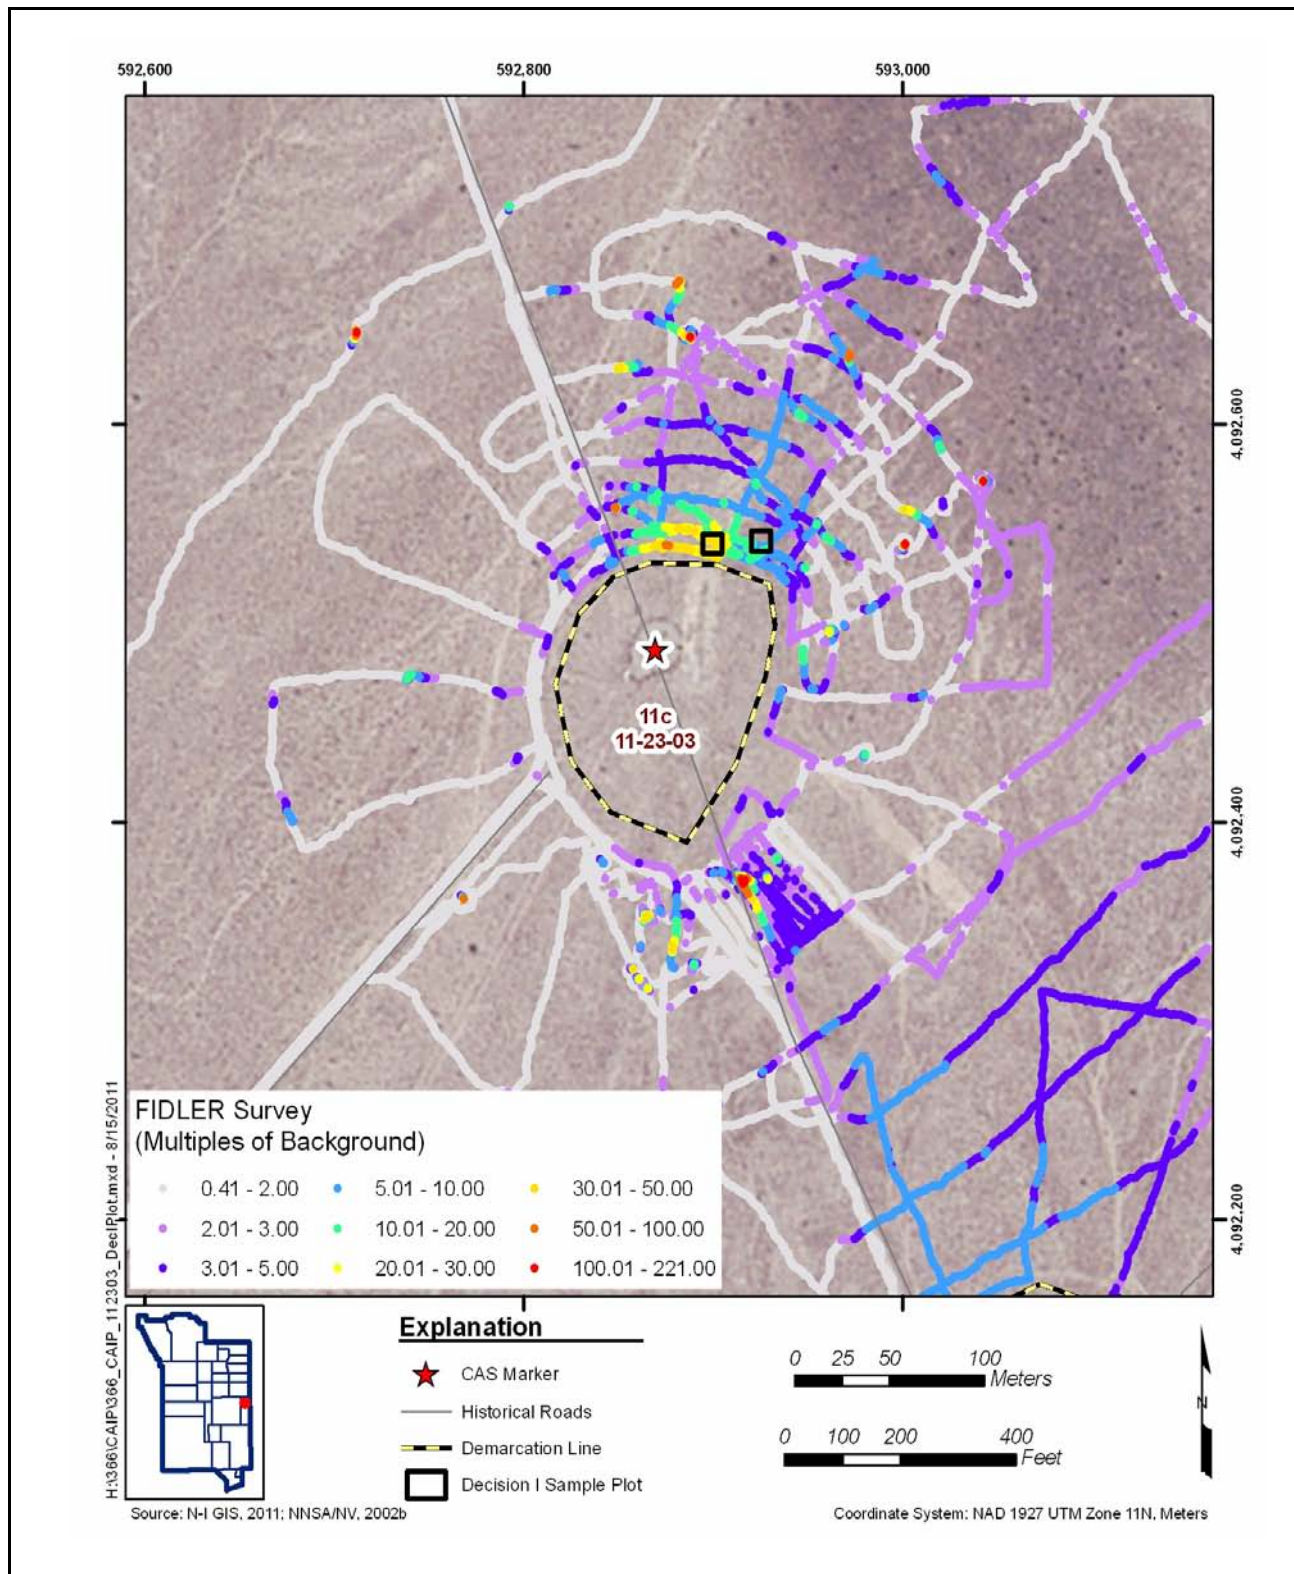 592,600
592,800
593,000
4,092,600
4,092,400
4,092,200
11c
11-23-03
H:\366\CAIP\366_CAIP_112303_DecIPlot.mxd - 8/15/2011
FIDLER Survey
(Multiples of Background)
0.41 - 2.00
5.01 - 10.00
30.01 - 50.00
2.01 - 3.00
10.01 - 20.00
50.01 - 100.00
3.01 - 5.00
20.01 - 30.00
100.01 - 221.00
Explanation
CAS Marker
Historical Roads
Demarcation Line
Decision I Sample Plot
0 25 50 100
Meters
0 100 200 400
Feet
N
Source: N-I GIS, 2011; NNSA/NV, 2002b
Coordinate System: NAD 1927 UTM Zone 11N, Meters